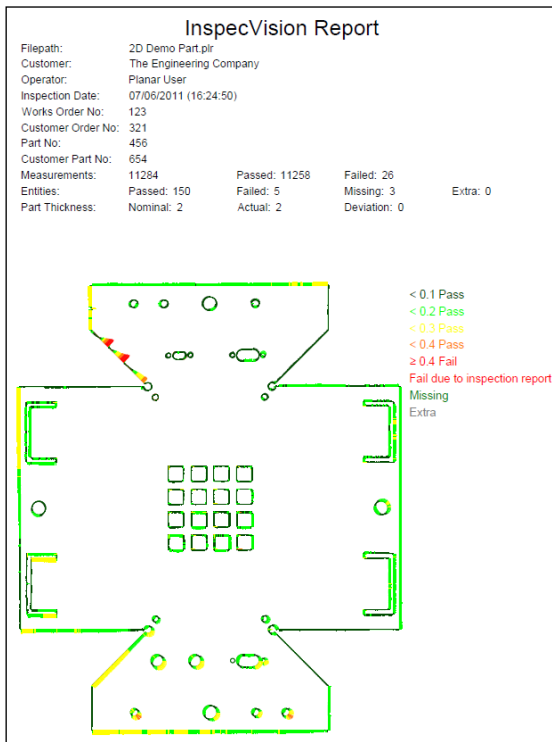 InspecVision Report
Filepath: 2D Demo Part.plr
Customer: The Engineering Company
Operator: Planar User
Inspection Date: 07/06/2011 (16:24:50)
Works Order No: 123
Customer Order No: 321
Part No: 456
Customer Part No: 654
Measurements: 11284 Passed: 11258 Failed: 26
Entities: Passed: 150 Failed: 5 Missing: 3 Extra: 0
Part Thickness: Nominal: 2 Actual: 2 Deviation: 0
< 0.1 Pass
< 0.2 Pass
< 0.3 Pass
< 0.4 Pass
≥ 0.4 Fail
Fail due to inspection report
Missing
Extra